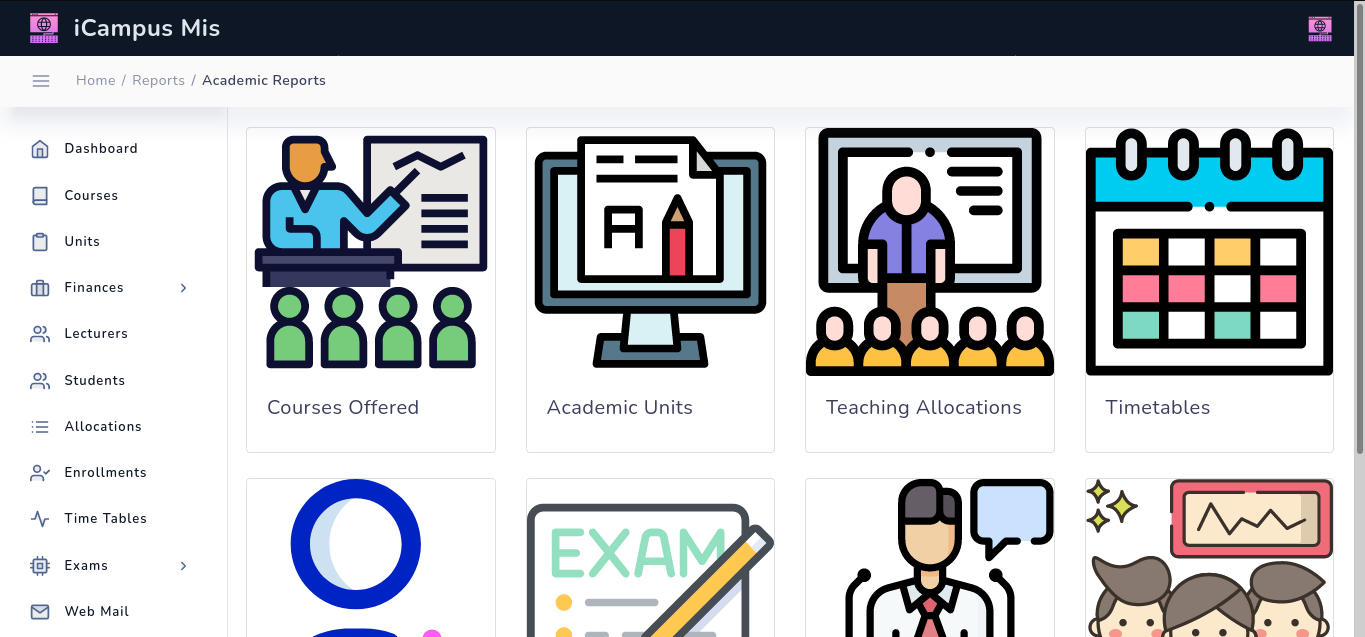 iCampus Mis
Home / Reports / Academic Reports
Dashboard
Courses
Units
Finances
Lecturers
Students
Allocations
Enrollments
Time Tables
Exams
Web Mail
A
Courses Offered
Academic Units
Teaching Allocations
Timetables
EXAM